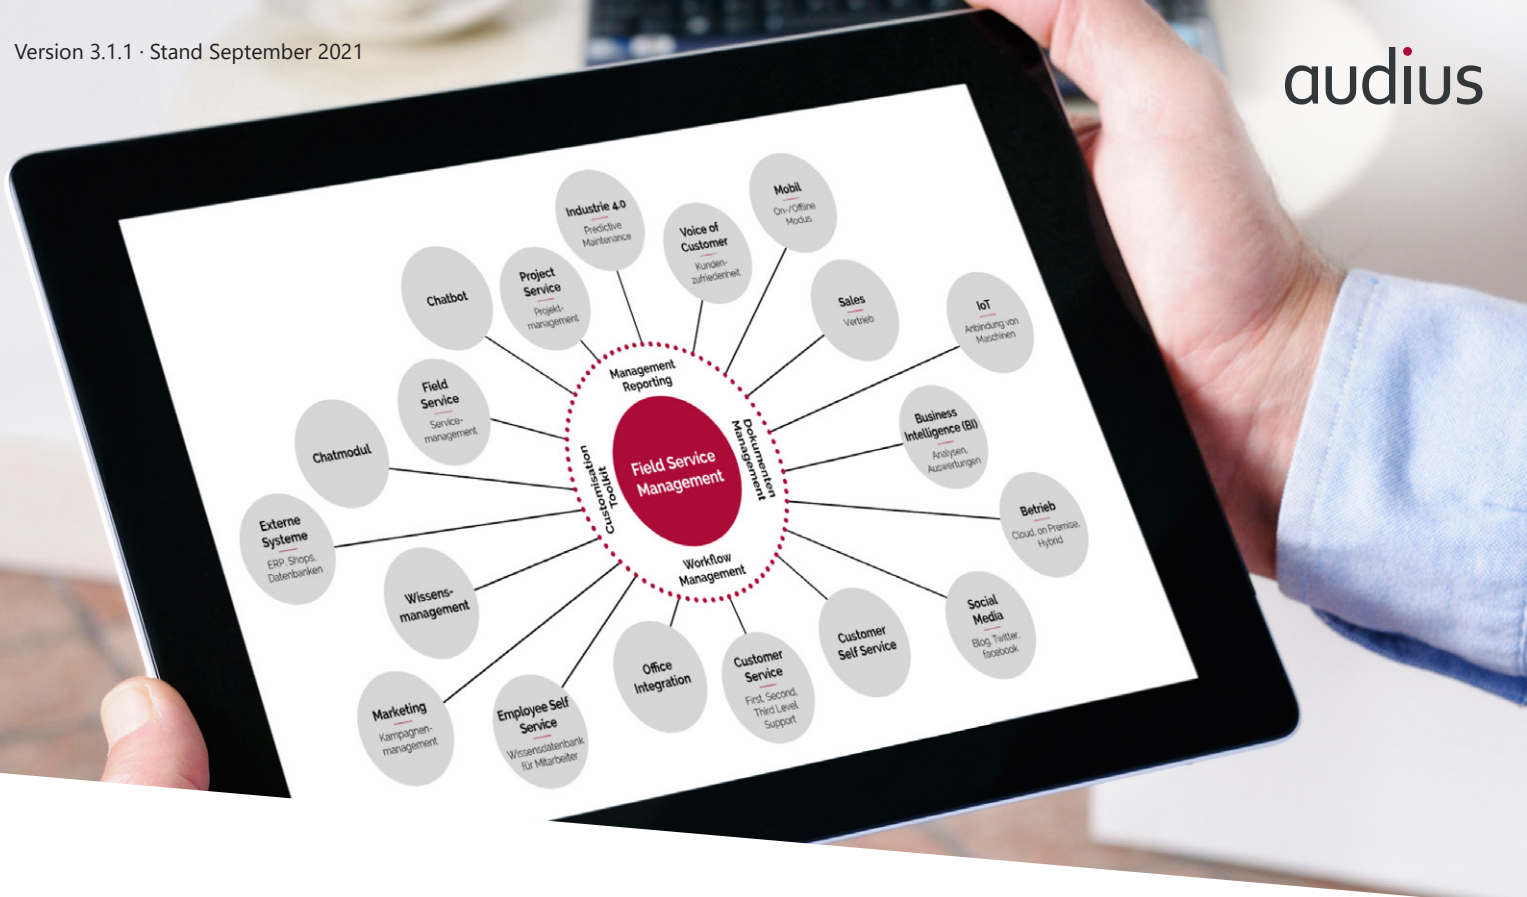 Version 3.1.1 · Stand September 2021
audius
Industrie 4.0
Predictive
Maintenance
Voice of
Customer
Kunden-
zufriedenheit
Mobil
On-/Offline
Modus
Chatbot
Project
Service
Projekt-
management
Sales
Vertrieb
IoT
Anbindung von
Maschinen
Field
Service
Service-
management
Management
Reporting
Dokumenten
Management
Customisation
Toolkit
Workflow
Management
Field Service
Management
Business
Intelligence (BI)
Analysen,
Auswertungen
Chatmodul
Externe
Systeme
ERP, Shops,
Datenbanken
Betrieb
Cloud, on Premise,
Hybrid
Wissens-
management
Social
Media
Blog, Twitter,
facebook
Customer
Self Service
Office
Integration
Customer
Service
First, Second,
Third Level
Support
Marketing
Kampagnen-
management
Employee Self
Service
Wissensdatenbank
für Mitarbeiter